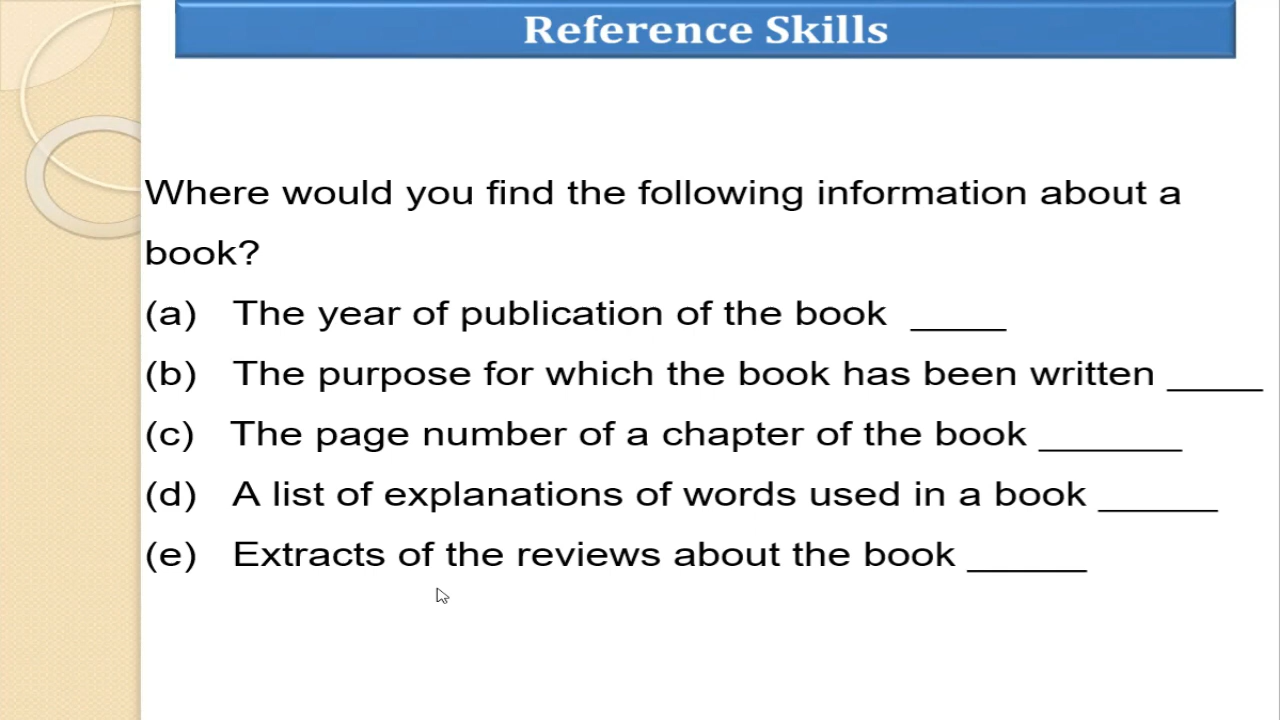 Reference Skills
Where would you find the following information about a
book?
(a) The year of publication of the book _____
(b) The purpose for which the book has been written _____
(c) The page number of a chapter of the book _______
(d) A list of explanations of words used in a book ______
(e) Extracts of the reviews about the book ______